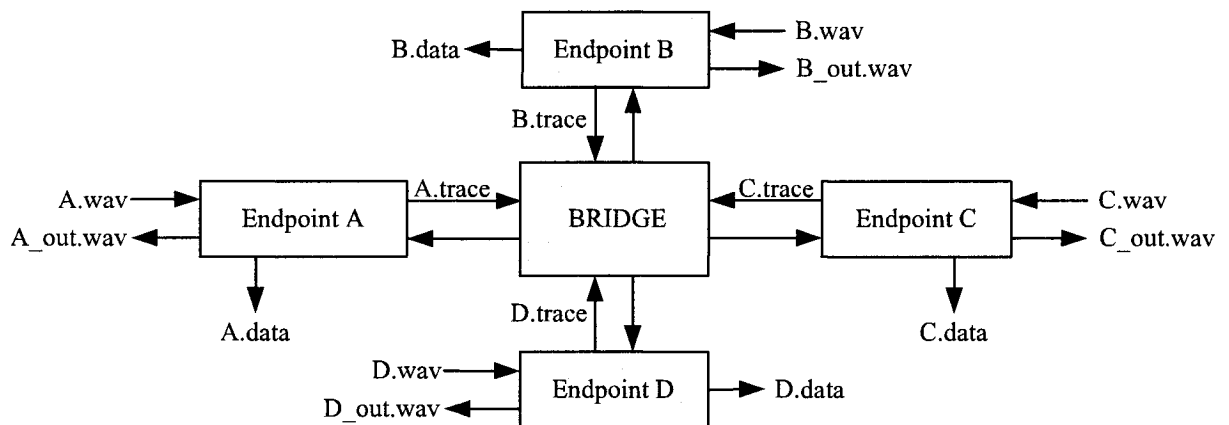 B.wav
B.data
Endpoint B
B_out.wav
B.trace
A.wav
A.trace
C.trace
C.wav
Endpoint A
BRIDGE
Endpoint C
A_out.wav
C_out.wav
D.trace
A.data
C.data
D.wav
Endpoint D
D.data
D_out.wav